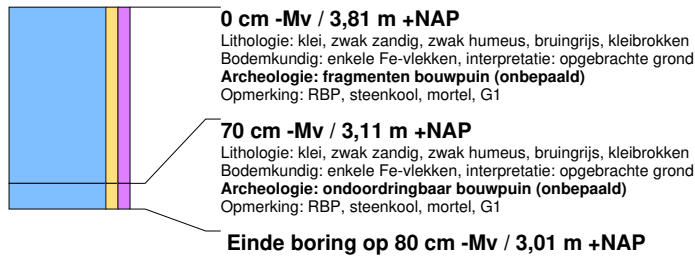 0 cm -Mv / 3,81 m +NAP
Lithologie: klei, zwak zandig, zwak humeus, bruingrijs, kleibrokken
Bodemkundig: enkele Fe-vlekken, interpretatie: opgebrachte grond
Archeologie: fragmenten bouwpuin (onbepaald)
Opmerking: RBP, steenkool, mortel, G1
70 cm -Mv / 3,11 m +NAP
Lithologie: klei, zwak zandig, zwak humeus, bruingrijs, kleibrokken
Bodemkundig: enkele Fe-vlekken, interpretatie: opgebrachte grond
Archeologie: ondoordringbaar bouwpuin (onbepaald)
Opmerking: RBP, steenkool, mortel, G1
Einde boring op 80 cm -Mv / 3,01 m +NAP